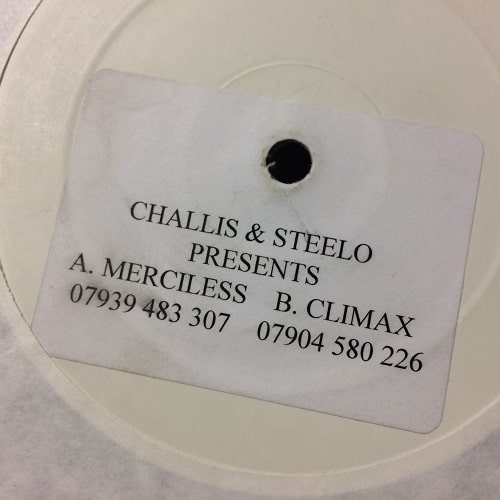 CHALLIS & STEELO
PRESENTS
A. MERCILESS B. CLIMAX
07939 483 307 07904 580 226